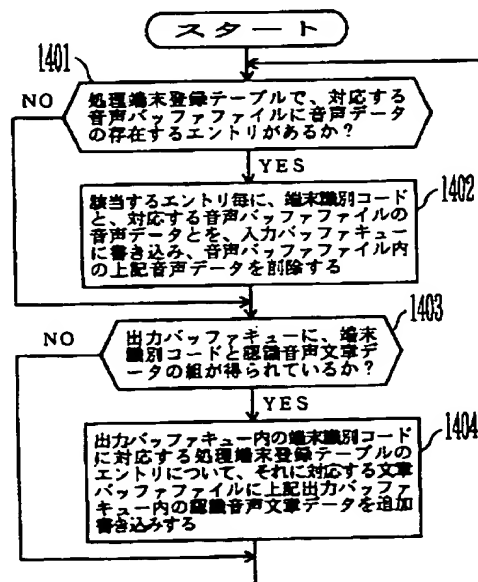 スタート
1401
NO
処理端末登録テーブルで、対応する
音声バッファファイルに音声データ
の存在するエントリがあるか?
YES
1402
該当するエントリ毎に、端末識別コード
と、対応する音声バッファファイルの
音声データとを、入力バッファキュー
に書き込み、音声バッファファイル内
の上記音声データを削除する
1403
NO
出力バッファキューに、端末
識別コードと認識音声文章デ
ータの組が得られているか?
YES
1404
出力バッファキュー内の端末識別コード
に対応する処理端末登録テーブルの
エントリについて、それに対応する文章
バッファファイルに上記出力バッファ
キュー内の認識音声文章データを追加
書き込みする